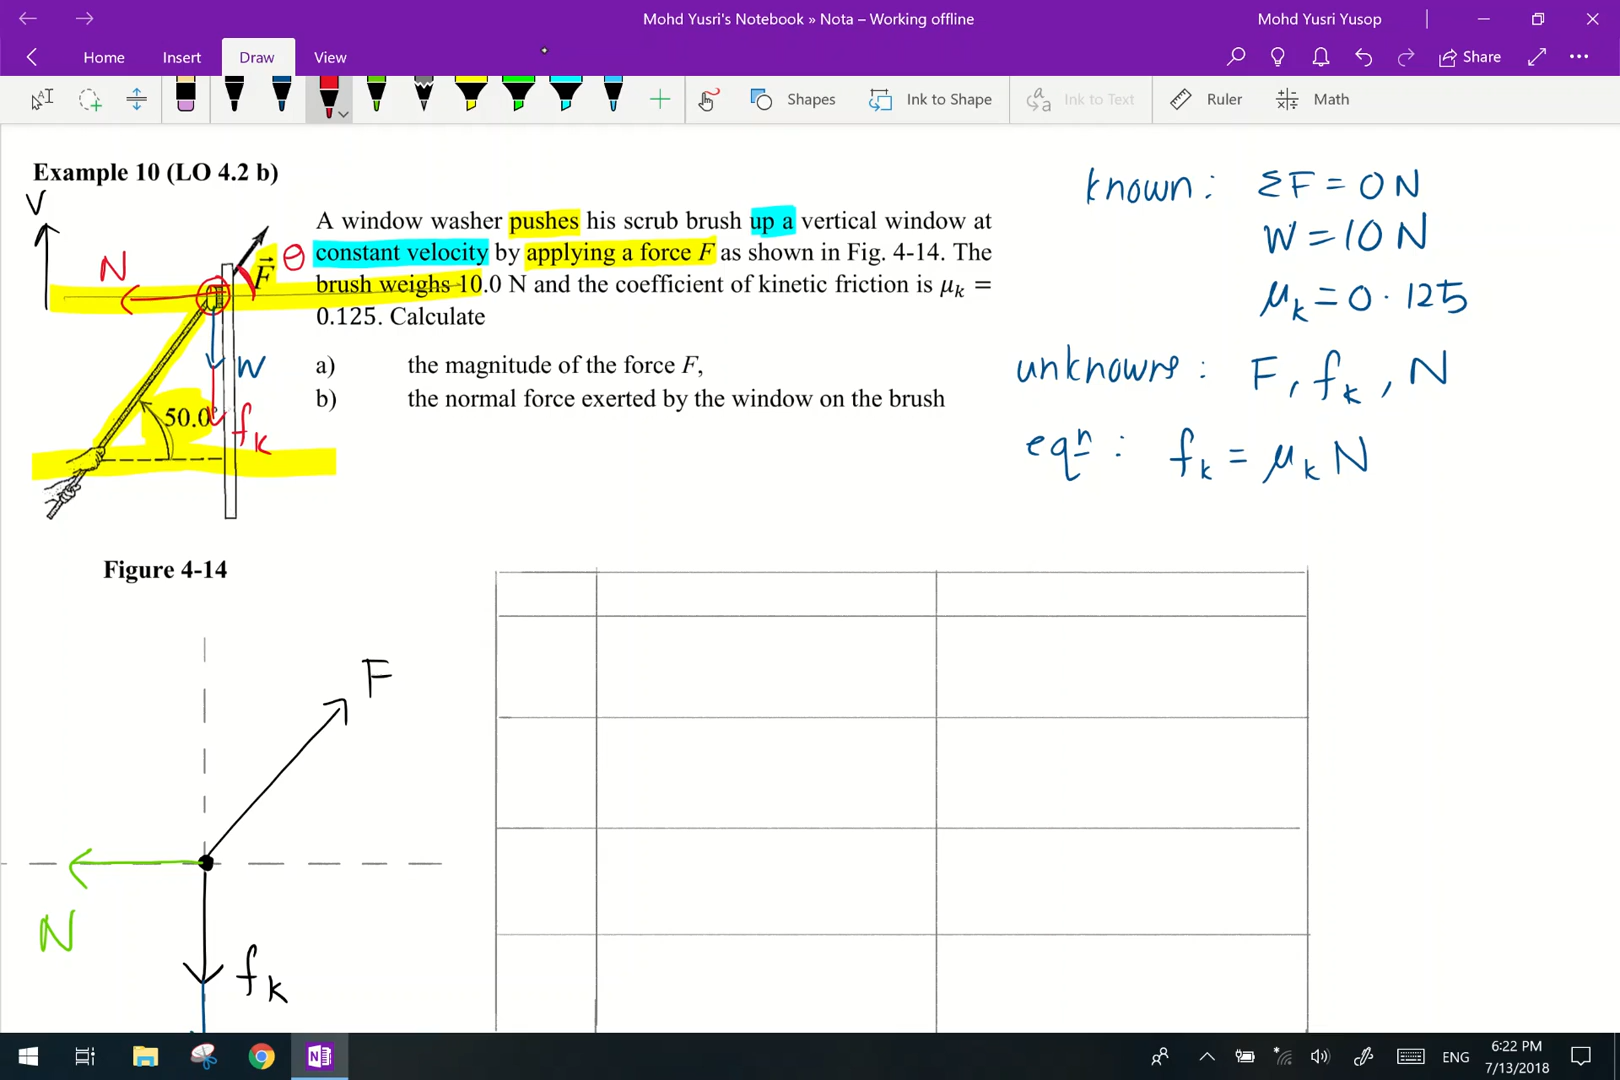 Mohd Yusri's Notebook » Nota – Working offline
Mohd Yusri Yusop
Home Insert Draw View
Share
Shapes Ink to Shape Ink to Text Ruler Math
Example 10 (LO 4.2 b)
V
N
θ
F
W
50.0°
fk
A window washer pushes his scrub brush up a vertical window at
constant velocity by applying a force F as shown in Fig. 4-14. The
brush weighs 10.0 N and the coefficient of kinetic friction is μk =
0.125. Calculate
a) the magnitude of the force F,
b) the normal force exerted by the window on the brush
known : ΣF = 0 N
W = 10 N
μk = 0.125
unknowns : F, fk, N
eqn : fk = μk N
Figure 4-14
F
N
fk
ENG
6:22 PM
7/13/2018